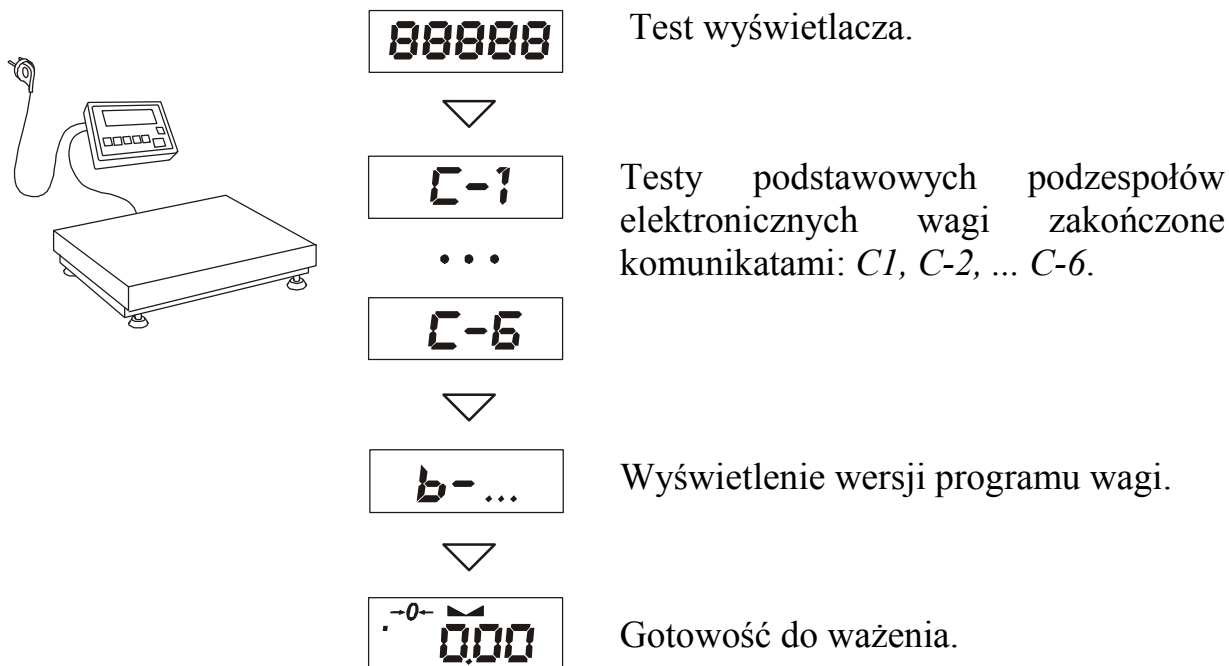 88888 Test wyświetlacza.
C-1 Testy podstawowych podzespołów
elektronicznych wagi zakończone
... komunikatami: C1, C-2, ... C-6.
C-6
b-... Wyświetlenie wersji programu wagi.
→0←
0.00 Gotowość do ważenia.